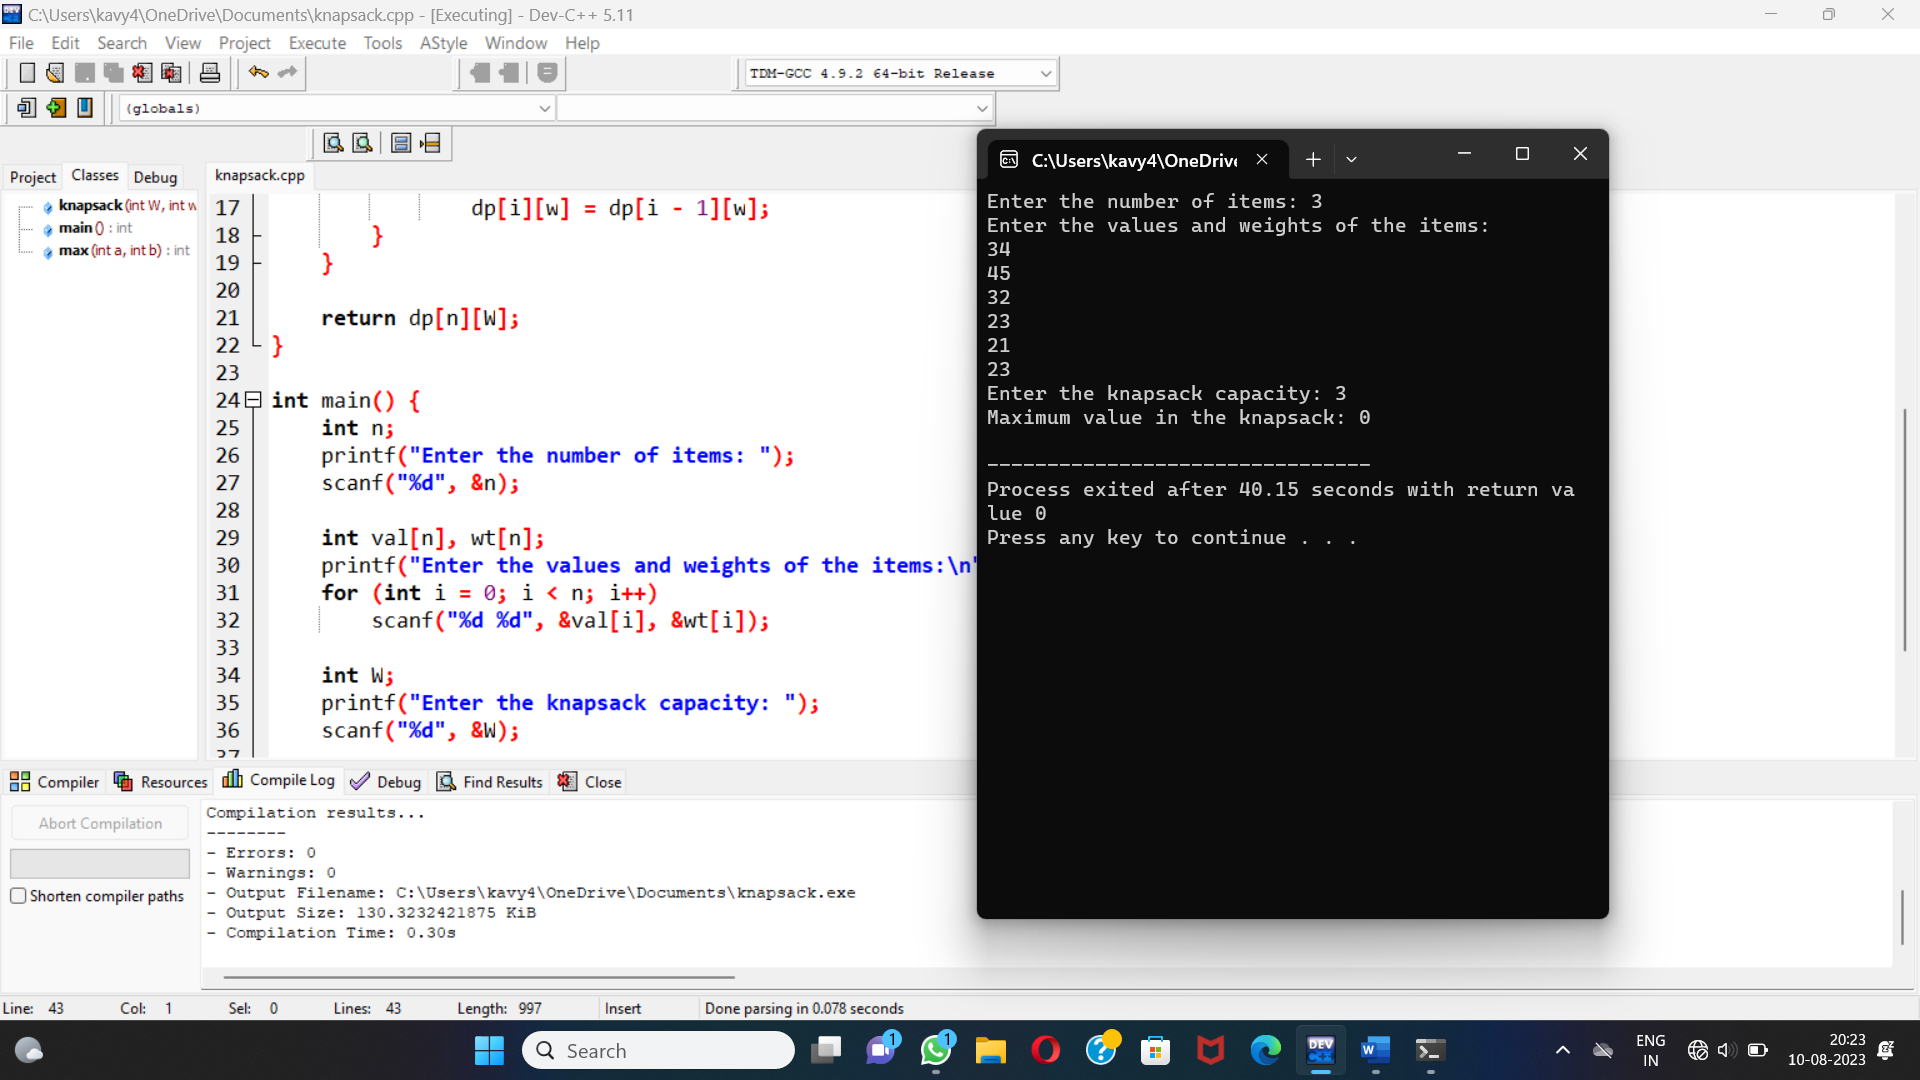 C:\Users\kavy4\OneDrive\Documents\knapsack.cpp - [Executing] - Dev-C++ 5.11
File Edit Search View Project Execute Tools AStyle Window Help
TDM-GCC 4.9.2 64-bit Release
(globals)
Project Classes Debug
knapsack.cpp
knapsack (int W, int w
main () : int
max (int a, int b) : int
17 dp[i][w] = dp[i - 1][w];
18 }
19 }
20
21 return dp[n][W];
22 }
23
24 int main() {
25 int n;
26 printf("Enter the number of items: ");
27 scanf("%d", &n);
28
29 int val[n], wt[n];
30 printf("Enter the values and weights of the items:\n"
31 for (int i = 0; i < n; i++)
32 scanf("%d %d", &val[i], &wt[i]);
33
34 int W;
35 printf("Enter the knapsack capacity: ");
36 scanf("%d", &W);
37
C:\Users\kavy4\OneDrive
Enter the number of items: 3
Enter the values and weights of the items:
34
45
32
23
21
23
Enter the knapsack capacity: 3
Maximum value in the knapsack: 0
--------------------------------
Process exited after 40.15 seconds with return va
lue 0
Press any key to continue . . .
Compiler Resources Compile Log Debug Find Results Close
Abort Compilation
Shorten compiler paths
Compilation results...
--------
- Errors: 0
- Warnings: 0
- Output Filename: C:\Users\kavy4\OneDrive\Documents\knapsack.exe
- Output Size: 130.3232421875 KiB
- Compilation Time: 0.30s
Line: 43 Col: 1 Sel: 0 Lines: 43 Length: 997 Insert Done parsing in 0.078 seconds
Search
1
1
DEV
C++
W
ENG
IN
20:23
10-08-2023